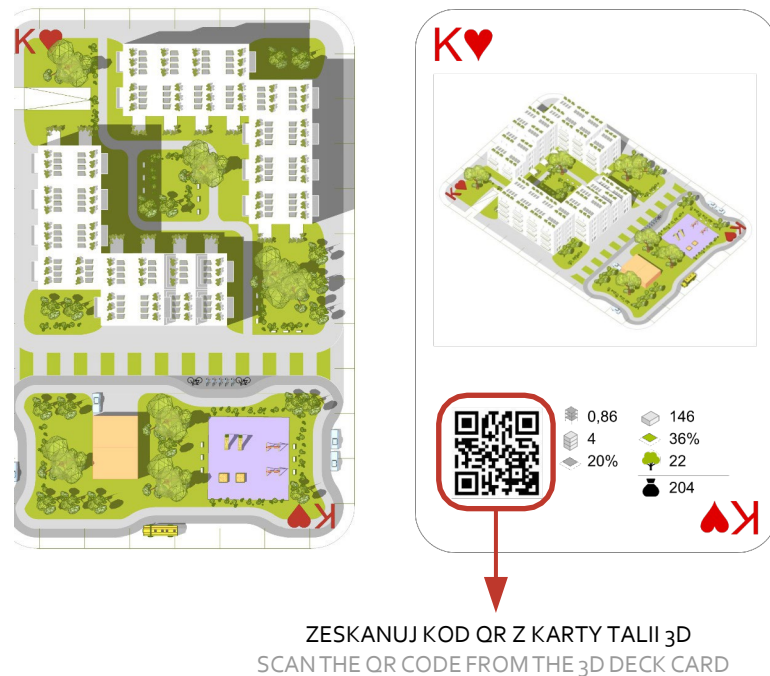 K♥
K♥
0,86
146
4
36%
20%
22
204
K♥
K♥
ZESKANUJ KOD QR Z KARTY TALII 3D
SCAN THE QR CODE FROM THE 3D DECK CARD